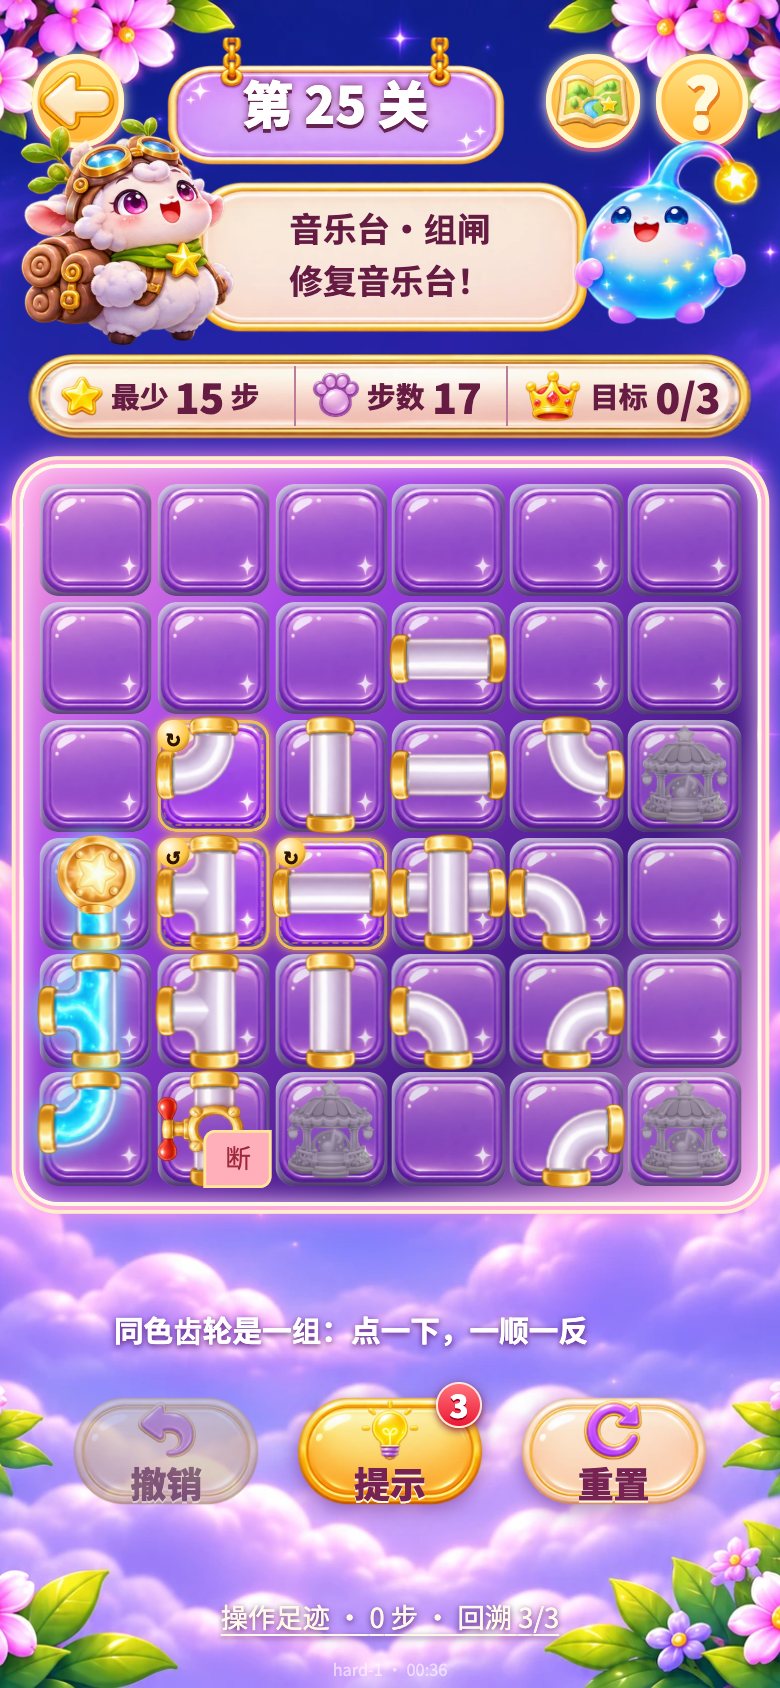 第 25 关
音乐台·组闸
修复音乐台！
最少 15 步
步数 17
目标 0/3
断
同色齿轮是一组：点一下，一顺一反
3
撤销
提示
重置
操作足迹 · 0 步 · 回溯 3/3
hard-1 · 00:36